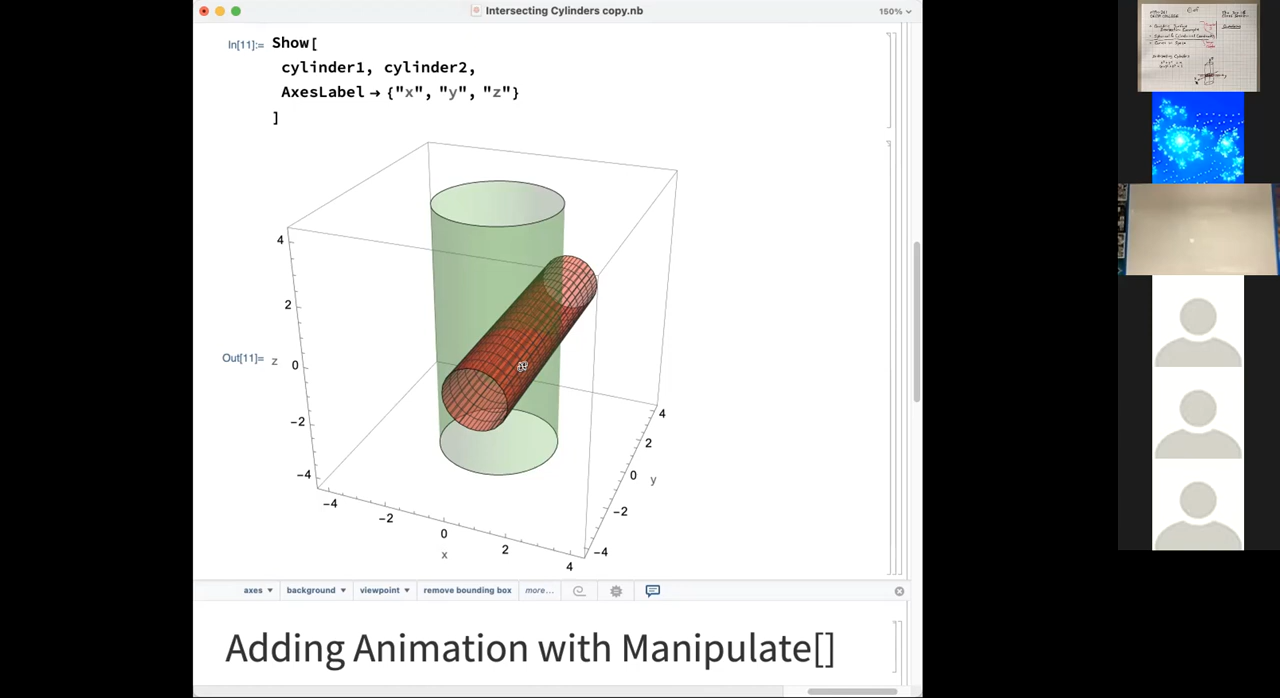 Intersecting Cylinders copy.nb
150%
In[11]:= Show[
cylinder1, cylinder2,
AxesLabel → {"x", "y", "z"}
]
Out[11]=
z
4
2
0
−2
−4
−4
−2
0
2
4
x
4
2
0
−2
−4
y
axes
background
viewpoint
remove bounding box
more...
Adding Animation with Manipulate[]